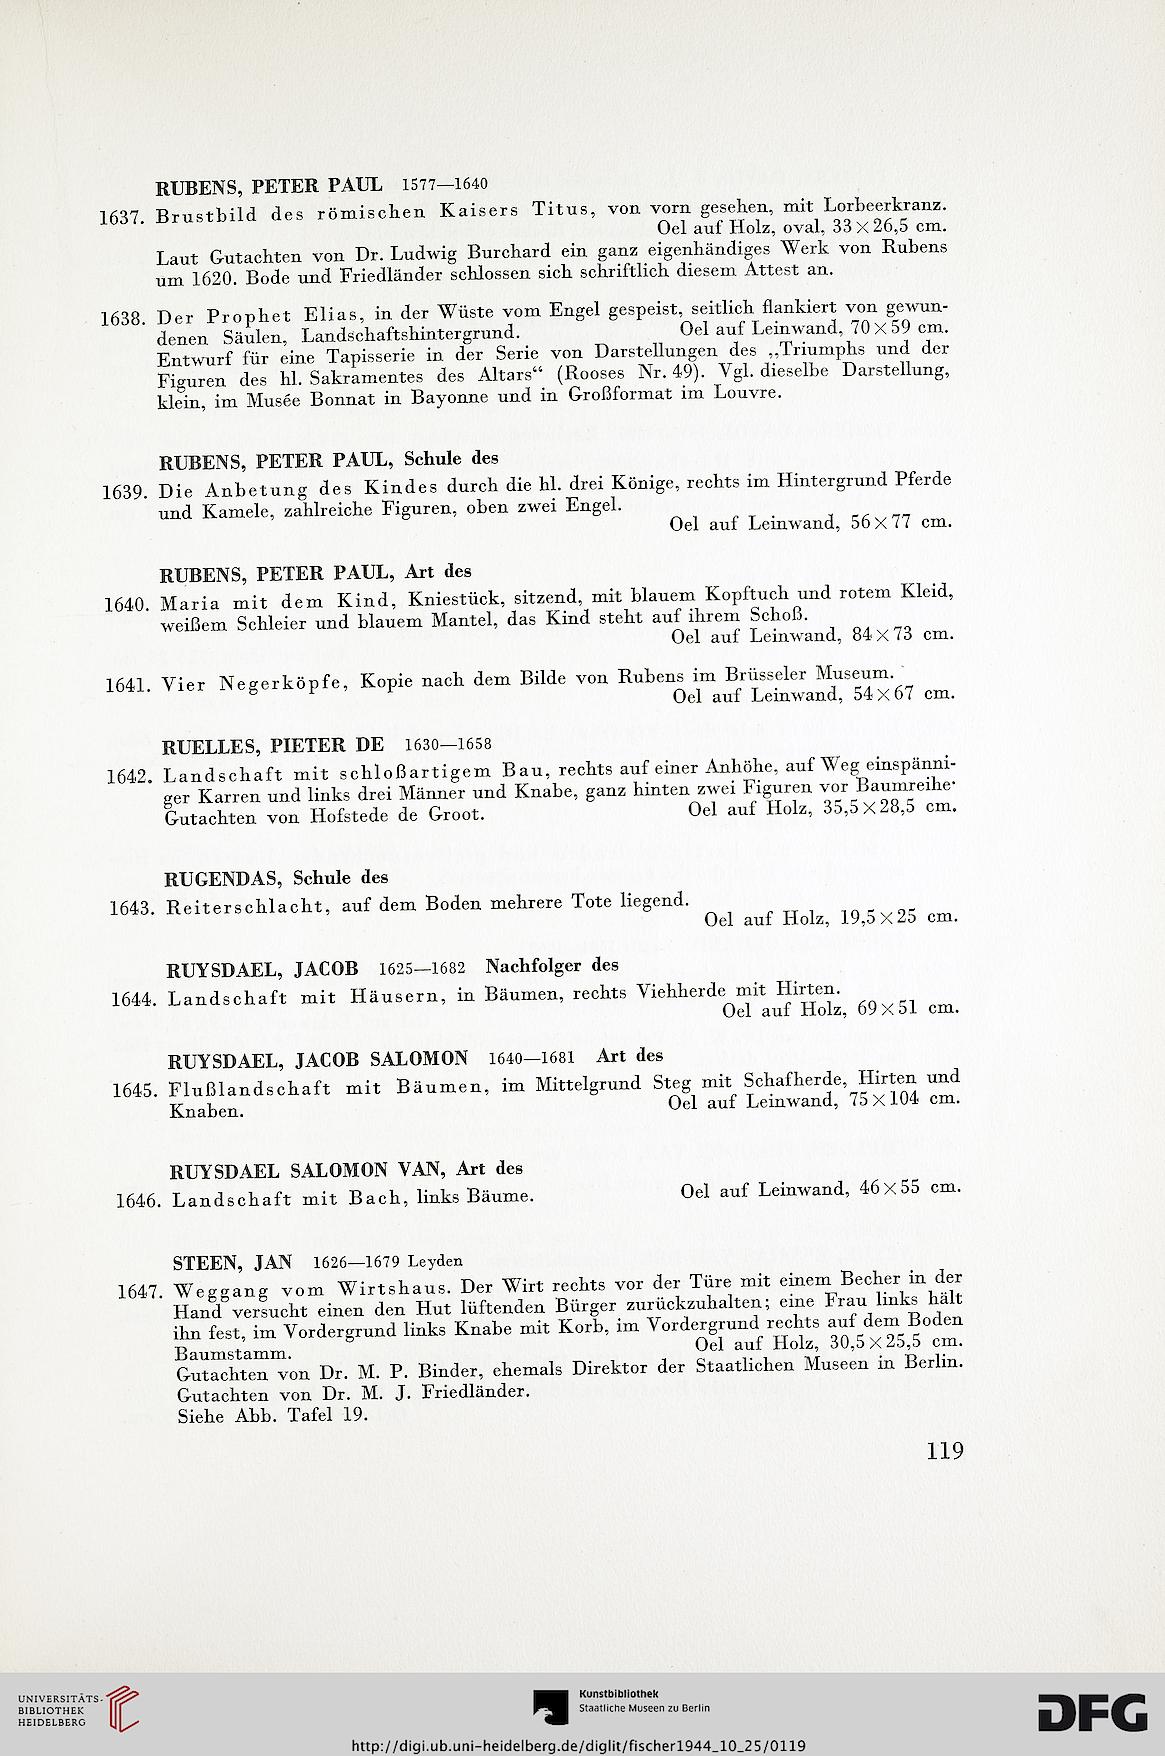 RUBENS, PETER PAUL 1577—1640
1637. Brustbild des römischen Kaisers Titus, von vorn gesehen, mit Lorbeerkranz.
Oel auf Holz, oval, 33×26,5 cm.
Laut Gutachten von Dr. Ludwig Burchard ein ganz eigenhändiges Werk von Rubens
um 1620. Bode und Friedländer schlossen sich schriftlich diesem Attest an.
1638. Der Prophet Elias, in der Wüste vom Engel gespeist, seitlich flankiert von gewun-
denen Säulen, Landschaftshintergrund. Oel auf Leinwand, 70×59 cm.
Entwurf für eine Tapisserie in der Serie von Darstellungen des „Triumphs und der
Figuren des hl. Sakramentes des Altars“ (Rooses Nr. 49). Vgl. dieselbe Darstellung,
klein, im Musée Bonnat in Bayonne und in Großformat im Louvre.
RUBENS, PETER PAUL, Schule des
1639. Die Anbetung des Kindes durch die hl. drei Könige, rechts im Hintergrund Pferde
und Kamele, zahlreiche Figuren, oben zwei Engel.
Oel auf Leinwand, 56×77 cm.
RUBENS, PETER PAUL, Art des
1640. Maria mit dem Kind, Kniestück, sitzend, mit blauem Kopftuch und rotem Kleid,
weißem Schleier und blauem Mantel, das Kind steht auf ihrem Schoß.
Oel auf Leinwand, 84×73 cm.
1641. Vier Negerköpfe, Kopie nach dem Bilde von Rubens im Brüsseler Museum.
Oel auf Leinwand, 54×67 cm.
RUELLES, PIETER DE 1630—1658
1642. Landschaft mit schloßartigem Bau, rechts auf einer Anhöhe, auf Weg einspänni-
ger Karren und links drei Männer und Knabe, ganz hinten zwei Figuren vor Baumreihe·
Gutachten von Hofstede de Groot. Oel auf Holz, 35,5×28,5 cm.
RUGENDAS, Schule des
1643. Reiterschlacht, auf dem Boden mehrere Tote liegend.
Oel auf Holz, 19,5×25 cm.
RUYSDAEL, JACOB 1625—1682 Nachfolger des
1644. Landschaft mit Häusern, in Bäumen, rechts Viehherde mit Hirten.
Oel auf Holz, 69×51 cm.
RUYSDAEL, JACOB SALOMON 1640—1681 Art des
1645. Flußlandschaft mit Bäumen, im Mittelgrund Steg mit Schafherde, Hirten und
Knaben. Oel auf Leinwand, 75×104 cm.
RUYSDAEL SALOMON VAN, Art des
1646. Landschaft mit Bach, links Bäume. Oel auf Leinwand, 46×55 cm.
STEEN, JAN 1626—1679 Leyden
1647. Weggang vom Wirtshaus. Der Wirt rechts vor der Türe mit einem Becher in der
Hand versucht einen den Hut lüftenden Bürger zurückzuhalten; eine Frau links hält
ihn fest, im Vordergrund links Knabe mit Korb, im Vordergrund rechts auf dem Boden
Baumstamm. Oel auf Holz, 30,5×25,5 cm.
Gutachten von Dr. M. P. Binder, ehemals Direktor der Staatlichen Museen in Berlin.
Gutachten von Dr. M. J. Friedländer.
Siehe Abb. Tafel 19.
119
UNIVERSITÄTS-
BIBLIOTHEK
HEIDELBERG
Kunstbibliothek
Staatliche Museen zu Berlin
DFG
http://digi.ub.uni-heidelberg.de/diglit/fischer1944_10_25/0119